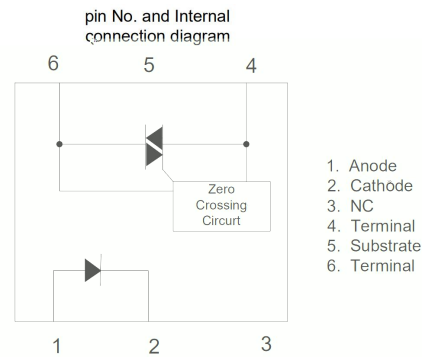 pin No. and Internal
connection diagram
6 5 4
Zero
Crossing
Circurt
1 2 3
1. Anode
2. Cathode
3. NC
4. Terminal
5. Substrate
6. Terminal